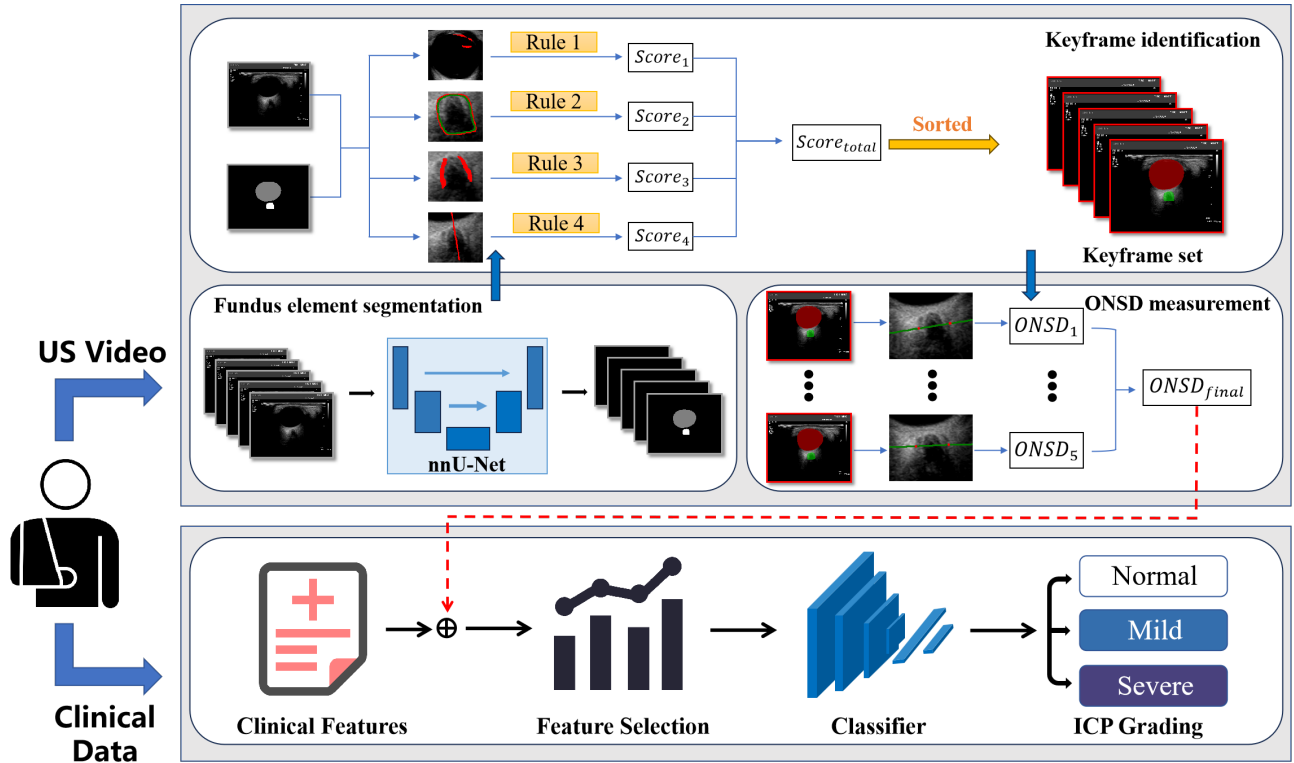 Keyframe identification
Rule 1
Score1
Rule 2
Score2
Rule 3
Score3
Rule 4
Score4
Scoretotal
Sorted
Keyframe set
Fundus element segmentation
nnU-Net
ONSD measurement
ONSD1
ONSD5
ONSDfinal
US Video
Clinical
Data
Clinical Features
Feature Selection
Classifier
ICP Grading
Normal
Mild
Severe